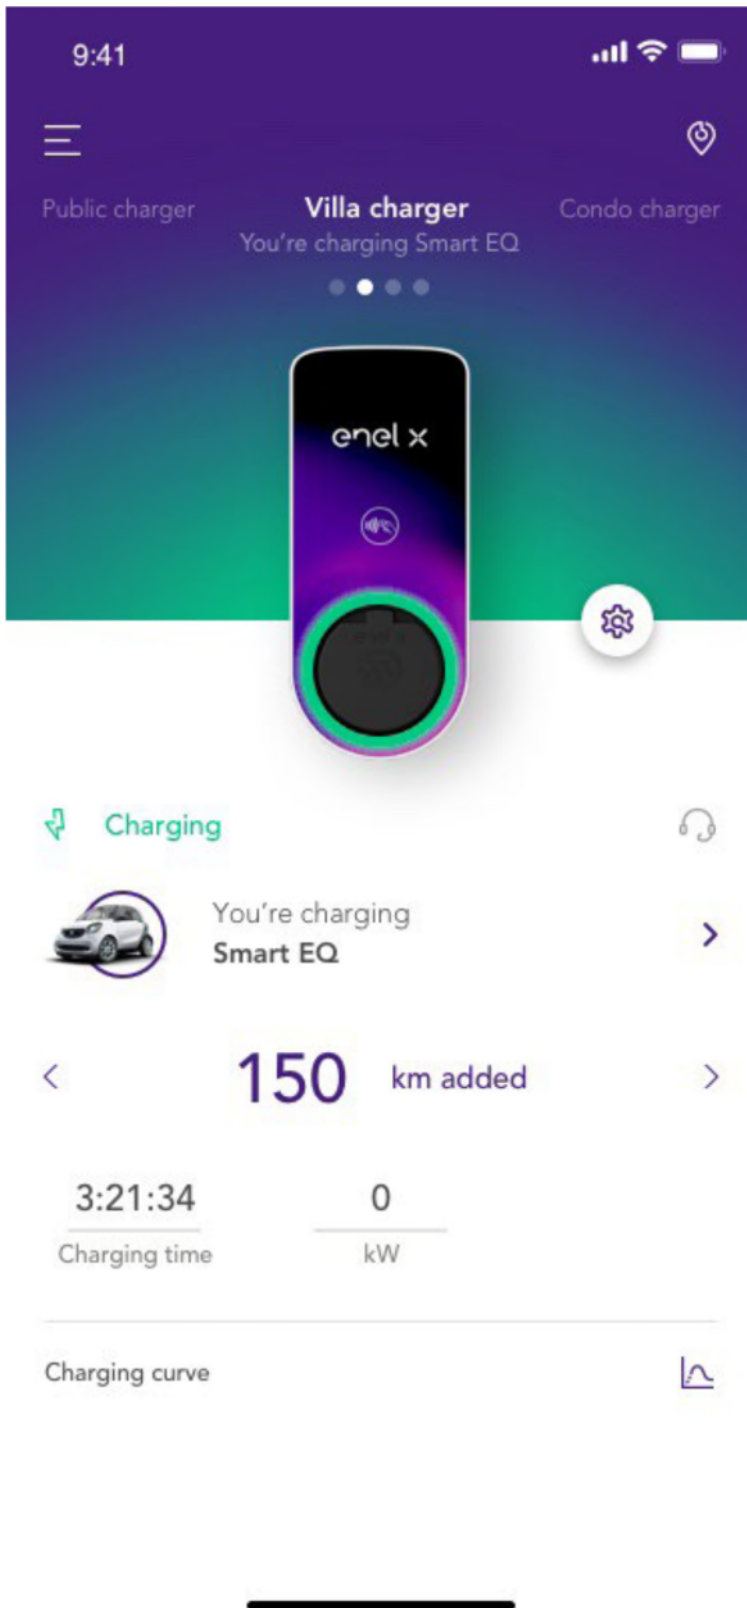 9:41
Public charger
Villa charger
Condo charger
You're charging Smart EQ
enel x
Charging
You're charging
Smart EQ
150 km added
3:21:34
0
Charging time
kW
Charging curve